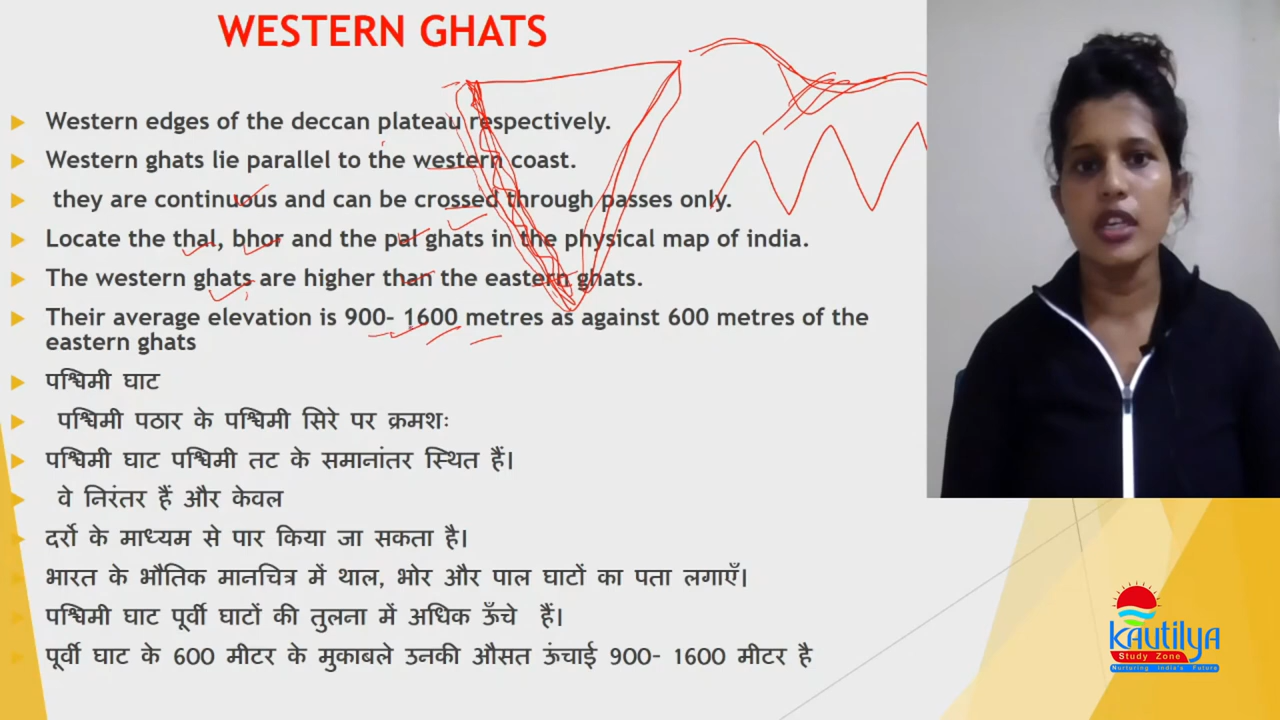 WESTERN GHATS
Western edges of the deccan plateau respectively.
Western ghats lie parallel to the western coast.
they are continuous and can be crossed through passes only.
Locate the thal, bhor and the pal ghats in the physical map of india.
The western ghats are higher than the eastern ghats.
Their average elevation is 900- 1600 metres as against 600 metres of the
eastern ghats
पश्चिमी घाट
पश्चिमी पठार के पश्चिमी सिरे पर क्रमशः
पश्चिमी घाट पश्चिमी तट के समानांतर स्थित हैं।
वे निरंतर हैं और केवल
दर्रो के माध्यम से पार किया जा सकता है।
भारत के भौतिक मानचित्र में थाल, भोर और पाल घाटों का पता लगाएँ।
पश्चिमी घाट पूर्वी घाटों की तुलना में अधिक ऊँचे हैं।
पूर्वी घाट के 600 मीटर के मुकाबले उनकी औसत ऊंचाई 900- 1600 मीटर है
Kautilya
Study Zone
Nurturing India's Future